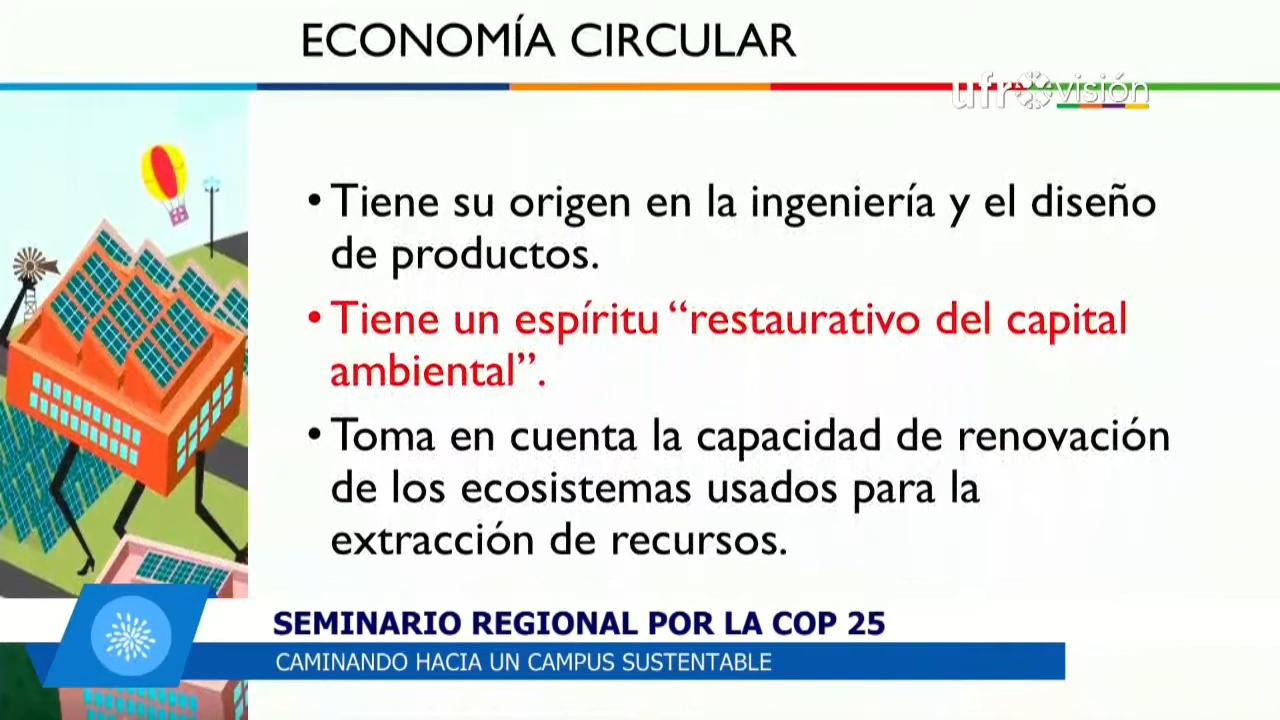 ECONOMÍA CIRCULAR
ufro visión
• Tiene su origen en la ingeniería y el diseño
de productos.
• Tiene un espíritu “restaurativo del capital
ambiental”.
• Toma en cuenta la capacidad de renovación
de los ecosistemas usados para la
extracción de recursos.
SEMINARIO REGIONAL POR LA COP 25
CAMINANDO HACIA UN CAMPUS SUSTENTABLE